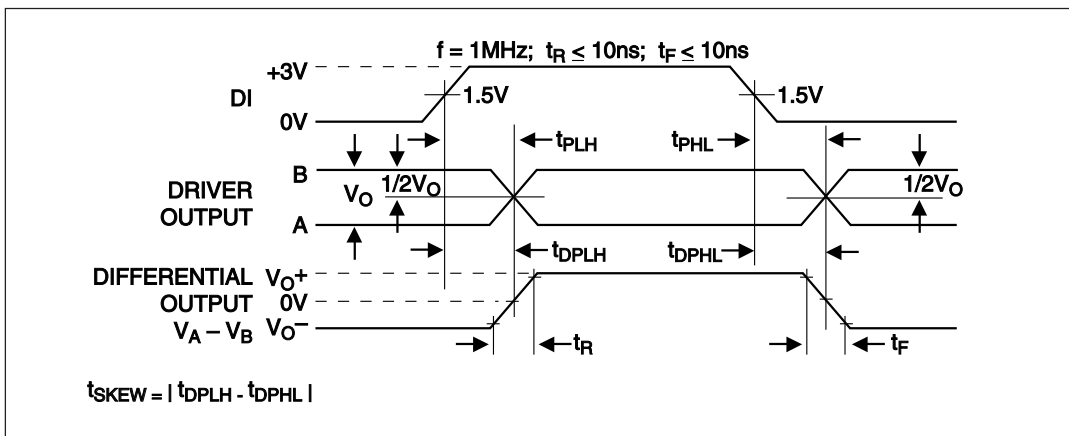 f = 1MHz; tR ≤ 10ns; tF ≤ 10ns
+3V
DI
1.5V
1.5V
0V
tPLH
tPHL
B
DRIVER
OUTPUT
VO
1/2VO
1/2VO
A
tDPLH
tDPHL
DIFFERENTIAL
OUTPUT
VA – VB
VO+
0V
VO–
tR
tF
tSKEW = | tDPLH - tDPHL |